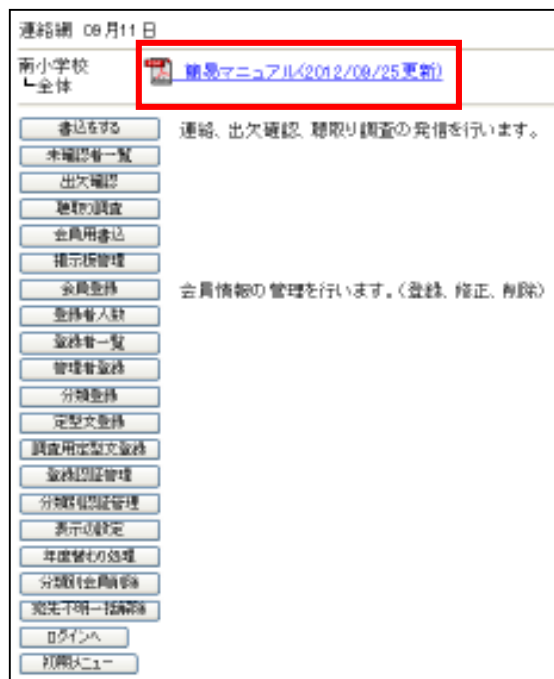 連絡網 09月11日
南小学校
┗全体
簡易マニュアル(2012/09/25更新)
書込をする
連絡、出欠確認、聴取り調査の発信を行います。
未確認者一覧
出欠確認
聴取り調査
会員用書込
掲示板管理
会員登録
会員情報の管理を行います。(登録、修正、削除)
登録者人数
登録者一覧
管理者登録
分類登録
定型文登録
調査用定型文登録
登録認証管理
分類別認証管理
表示の設定
年度替わり処理
分類別会員削除
宛先不明一括解除
ログインへ
初期メニュー